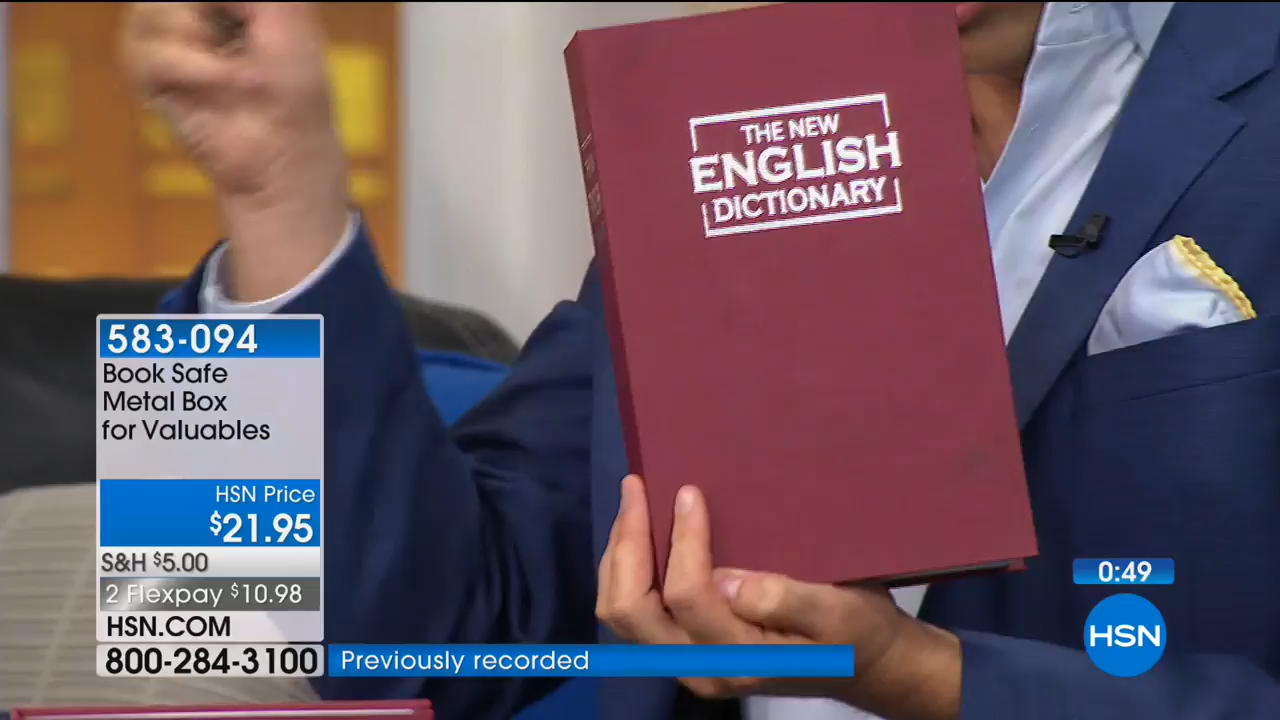 THE NEW
ENGLISH
DICTIONARY
583-094
Book Safe
Metal Box
for Valuables
HSN Price
$21.95
S&H $5.00
2 Flexpay $10.98
HSN.COM
800-284-3100
Previously recorded
0:49
HSN